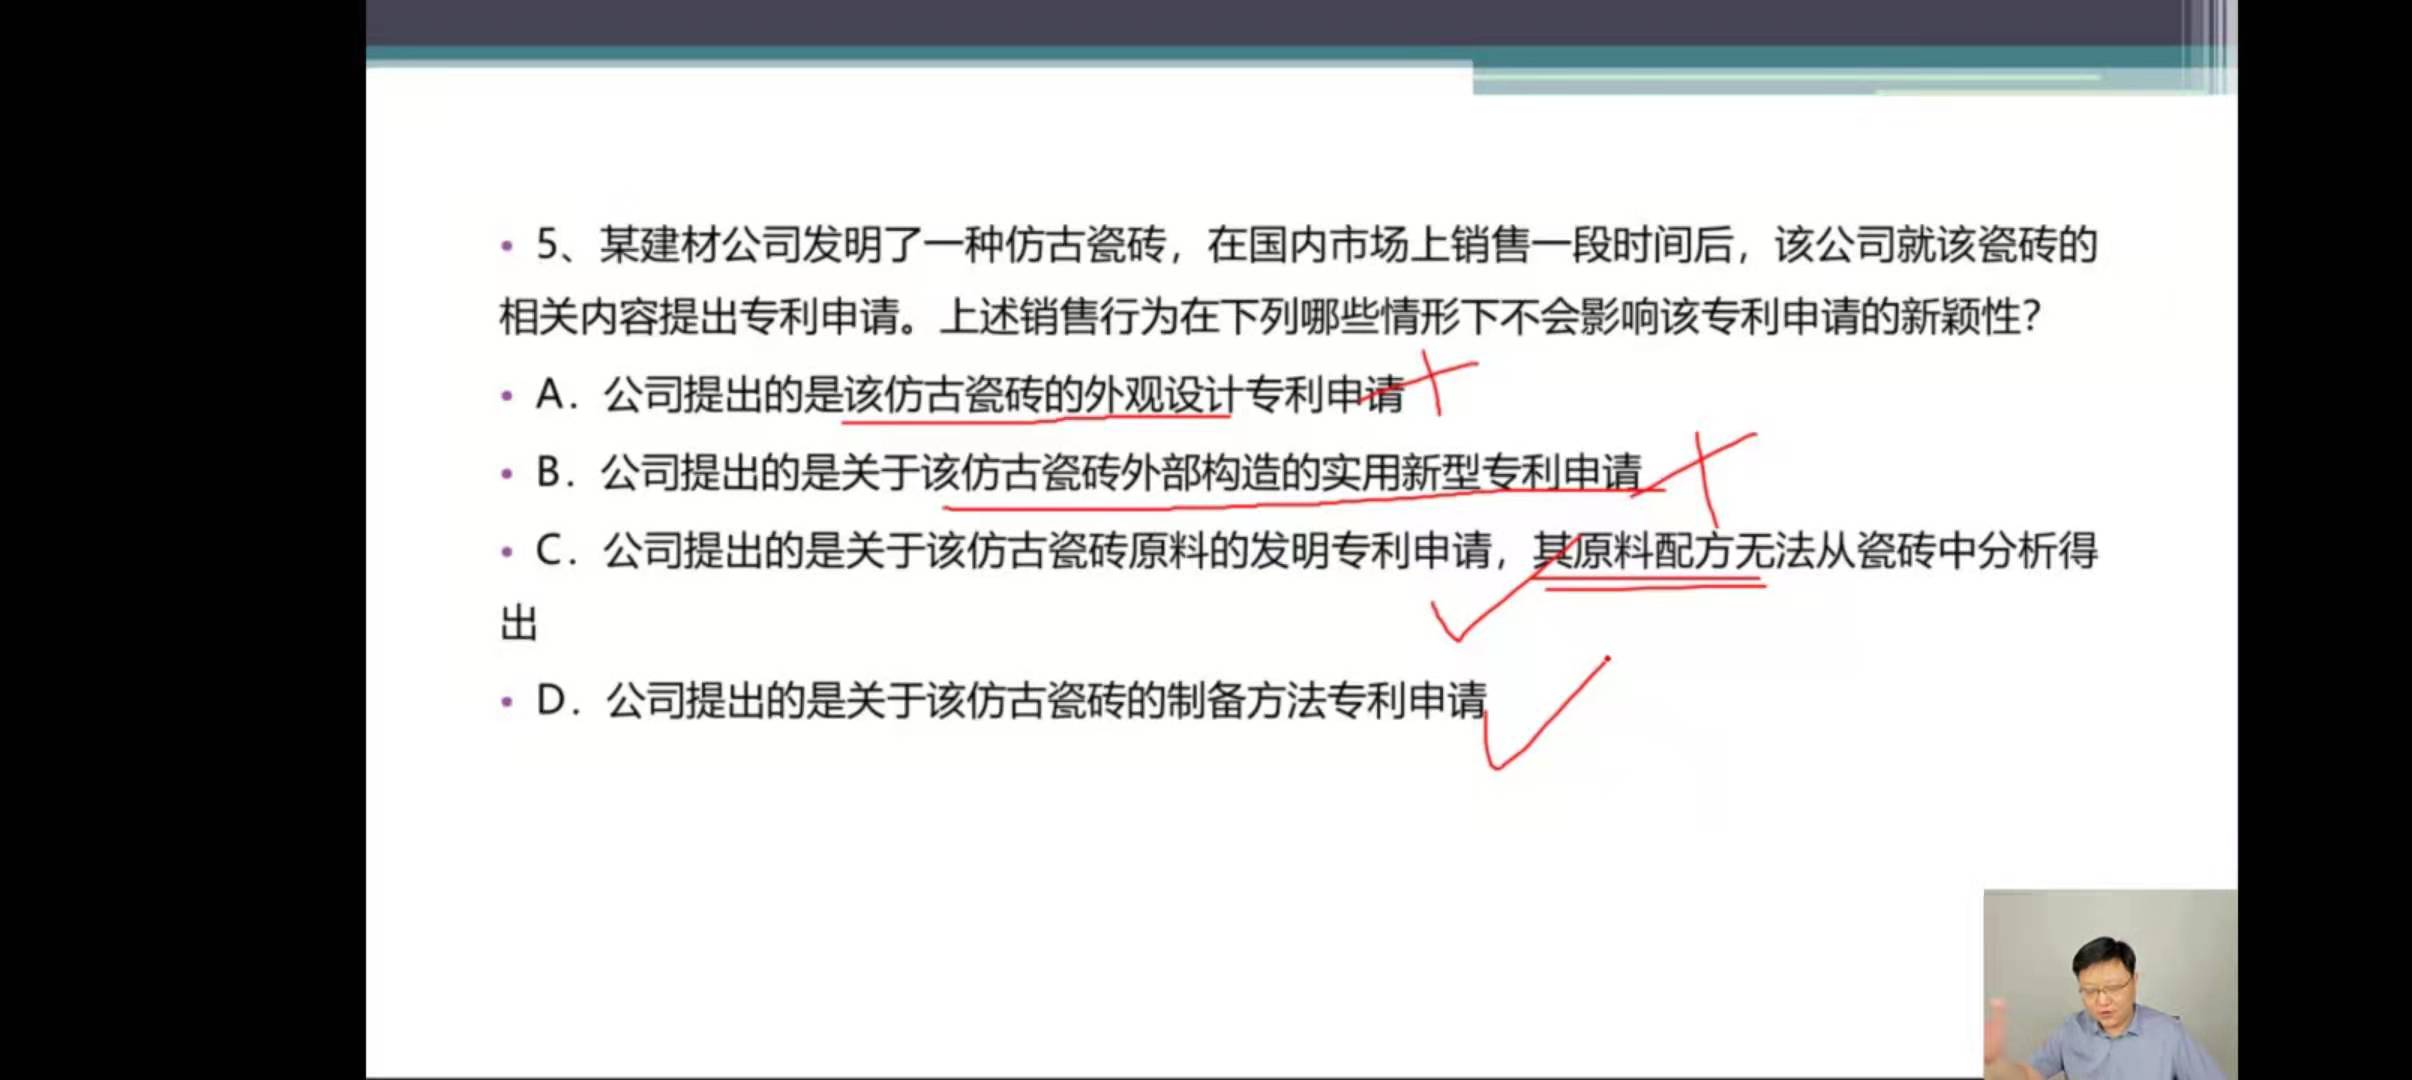 • 5、某建材公司发明了一种仿古瓷砖，在国内市场上销售一段时间后，该公司就该瓷砖的
相关内容提出专利申请。上述销售行为在下列哪些情形下不会影响该专利申请的新颖性？
• A．公司提出的是该仿古瓷砖的外观设计专利申请
• B．公司提出的是关于该仿古瓷砖外部构造的实用新型专利申请
• C．公司提出的是关于该仿古瓷砖原料的发明专利申请，其原料配方无法从瓷砖中分析得
出
• D．公司提出的是关于该仿古瓷砖的制备方法专利申请